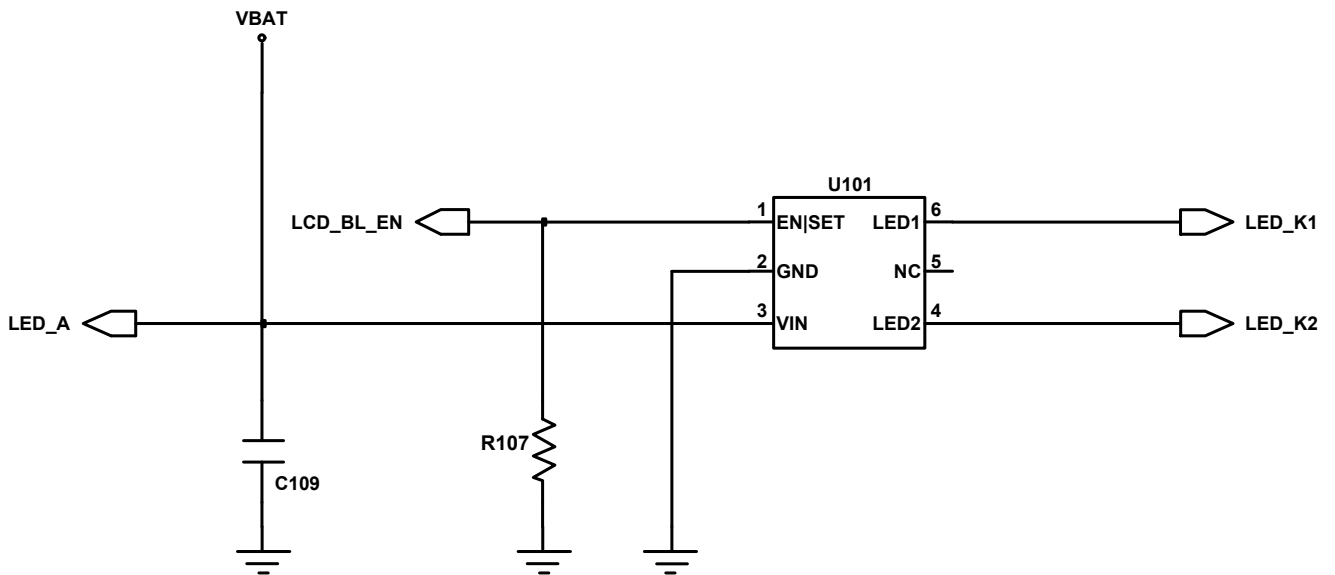 VBAT
U101
LCD_BL_EN
1
EN|SET
LED1
6
LED_K1
2
GND
NC
5
LED_A
3
VIN
LED2
4
LED_K2
R107
C109